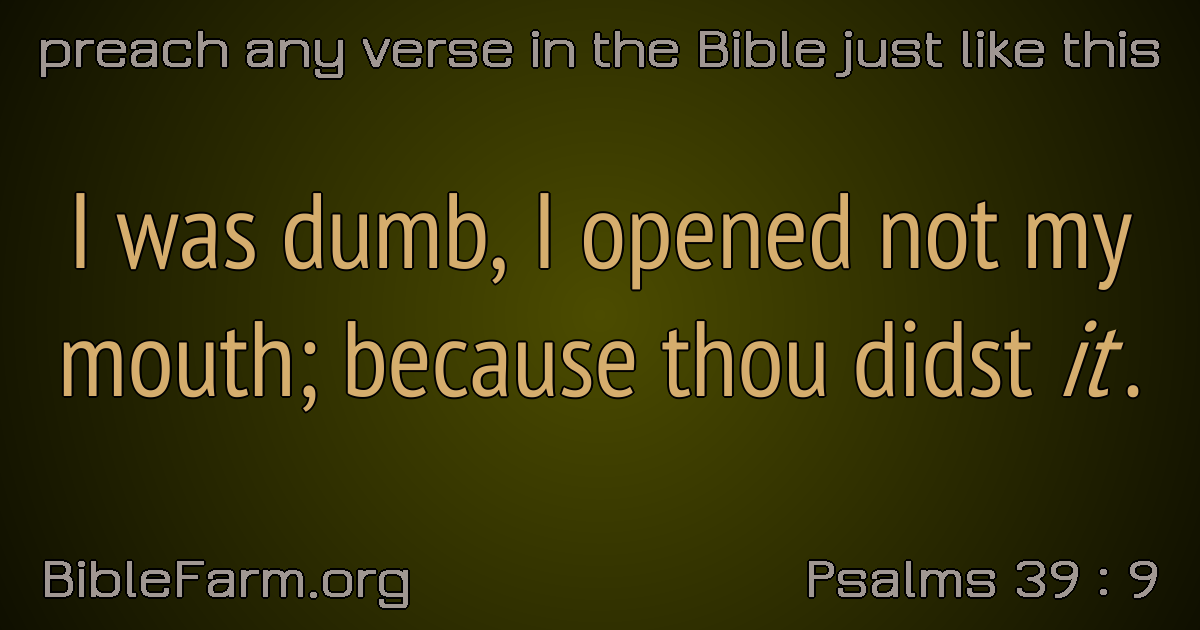 preach any verse in the Bible just like this
I was dumb, I opened not my
mouth; because thou didst it.
BibleFarm.org
Psalms 39 : 9